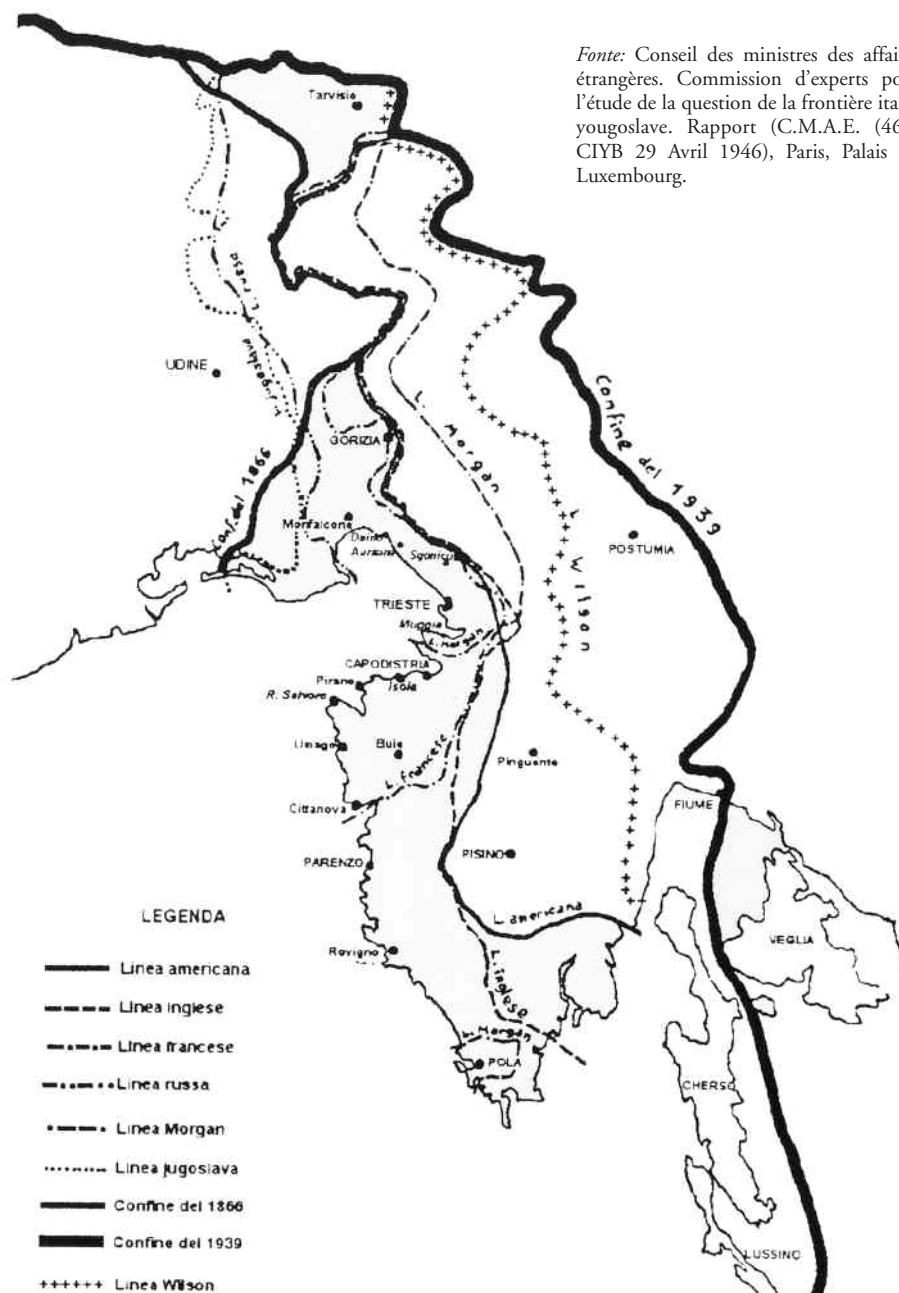 Fonte: Conseil des ministres des affai
étrangères. Commission d'experts po
l'étude de la question de la frontière ita
yougoslave. Rapport (C.M.A.E. (46
CIYB 29 Avril 1946), Paris, Palais
Luxembourg.
Tarvisio
L. russa
L. Jugoslava
UDINE
Conf. del 1866
GORIZIA
L. Morgan
Confine del 1939
L. Wilson
POSTUMIA
Monfalcone
Duino
Aurisina
Sgonico
TRIESTE
Muggia
L. Morgan
CAPODISTRIA
Isola
Pirano
R. Salvore
Umago
Buie
L. francese
Cittanova
Pinguente
FIUME
PARENZO
PISINO
L. americana
VEGLIA
Rovigno
L. Inglese
L. Morgan
POLA
CHERSO
LUSSINO
LEGENDA
Linea americana
Linea inglese
Linea francese
Linea russa
Linea Morgan
Linea jugoslava
Confine del 1866
Confine del 1939
Linea Wilson